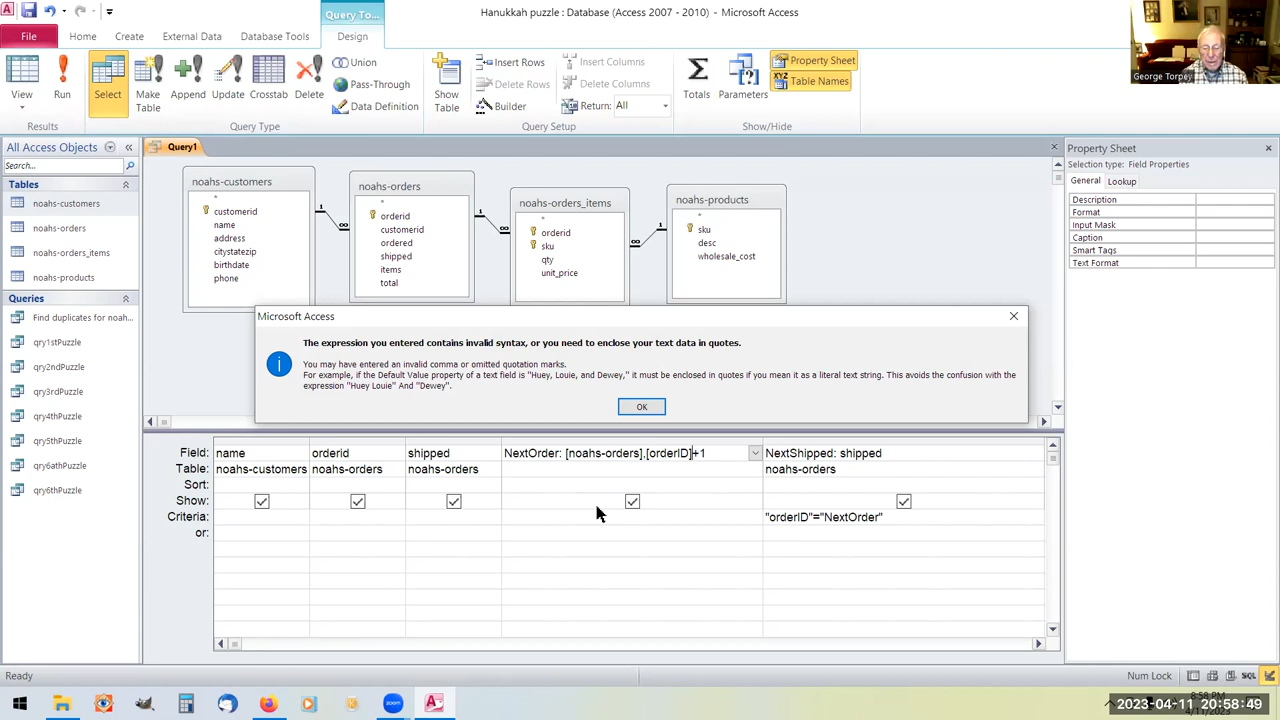 Hanukkah puzzle : Database (Access 2007 - 2010) - Microsoft Access
Query To...
File
Home
Create
External Data
Database Tools
Design
View
Run
Results
Select
Make Table
Append
Update
Crosstab
Delete
Union
Pass-Through
Data Definition
Query Type
Show Table
Insert Rows
Delete Rows
Builder
Insert Columns
Delete Columns
Return: All
Query Setup
Totals
Parameters
Property Sheet
Table Names
Show/Hide
George Torpey
All Access Objects
Search...
Tables
noahs-customers
noahs-orders
noahs-orders_items
noahs-products
Queries
Find duplicates for noah...
qry1stPuzzle
qry2ndPuzzle
qry3rdPuzzle
qry4thPuzzle
qry5thPuzzle
qry6athPuzzle
qry6thPuzzle
Query1
noahs-customers
*
customerid
name
address
citystatezip
birthdate
phone
1
∞
noahs-orders
*
orderid
customerid
ordered
shipped
items
total
1
∞
noahs-orders_items
*
orderid
sku
qty
unit_price
∞
1
noahs-products
*
sku
desc
wholesale_cost
Property Sheet
Selection type: Field Properties
General
Lookup
Description
Format
Input Mask
Caption
Smart Tags
Text Format
Microsoft Access
The expression you entered contains invalid syntax, or you need to enclose your text data in quotes.
You may have entered an invalid comma or omitted quotation marks.
For example, if the Default Value property of a text field is "Huey, Louie, and Dewey," it must be enclosed in quotes if you mean it as a literal text string. This avoids the confusion with the
expression "Huey Louie" And "Dewey".
OK
Field: name orderid shipped NextOrder: [noahs-orders].[orderID]+1 NextShipped: shipped
Table: noahs-customers noahs-orders noahs-orders noahs-orders
Sort:
Show:
Criteria: "orderID"="NextOrder"
or:
Ready
Num Lock
SQL
zoom
8:58 PM
2023-04-11 20:58:49